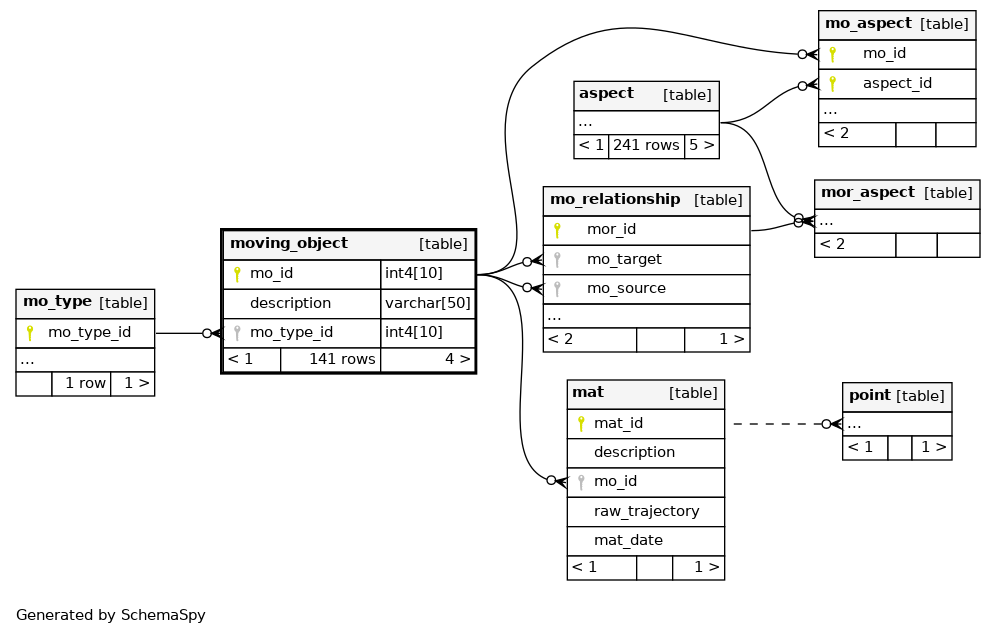 mo_aspect [table]
mo_id
aspect_id
...
< 2
aspect [table]
...
< 1 241 rows 5 >
mor_aspect [table]
...
< 2
mo_relationship [table]
mor_id
mo_target
mo_source
...
< 2 1 >
moving_object [table]
mo_id int4[10]
description varchar[50]
mo_type_id int4[10]
< 1 141 rows 4 >
mo_type [table]
mo_type_id
...
1 row 1 >
mat [table]
mat_id
description
mo_id
raw_trajectory
mat_date
< 1 1 >
point [table]
...
< 1 1 >
Generated by SchemaSpy